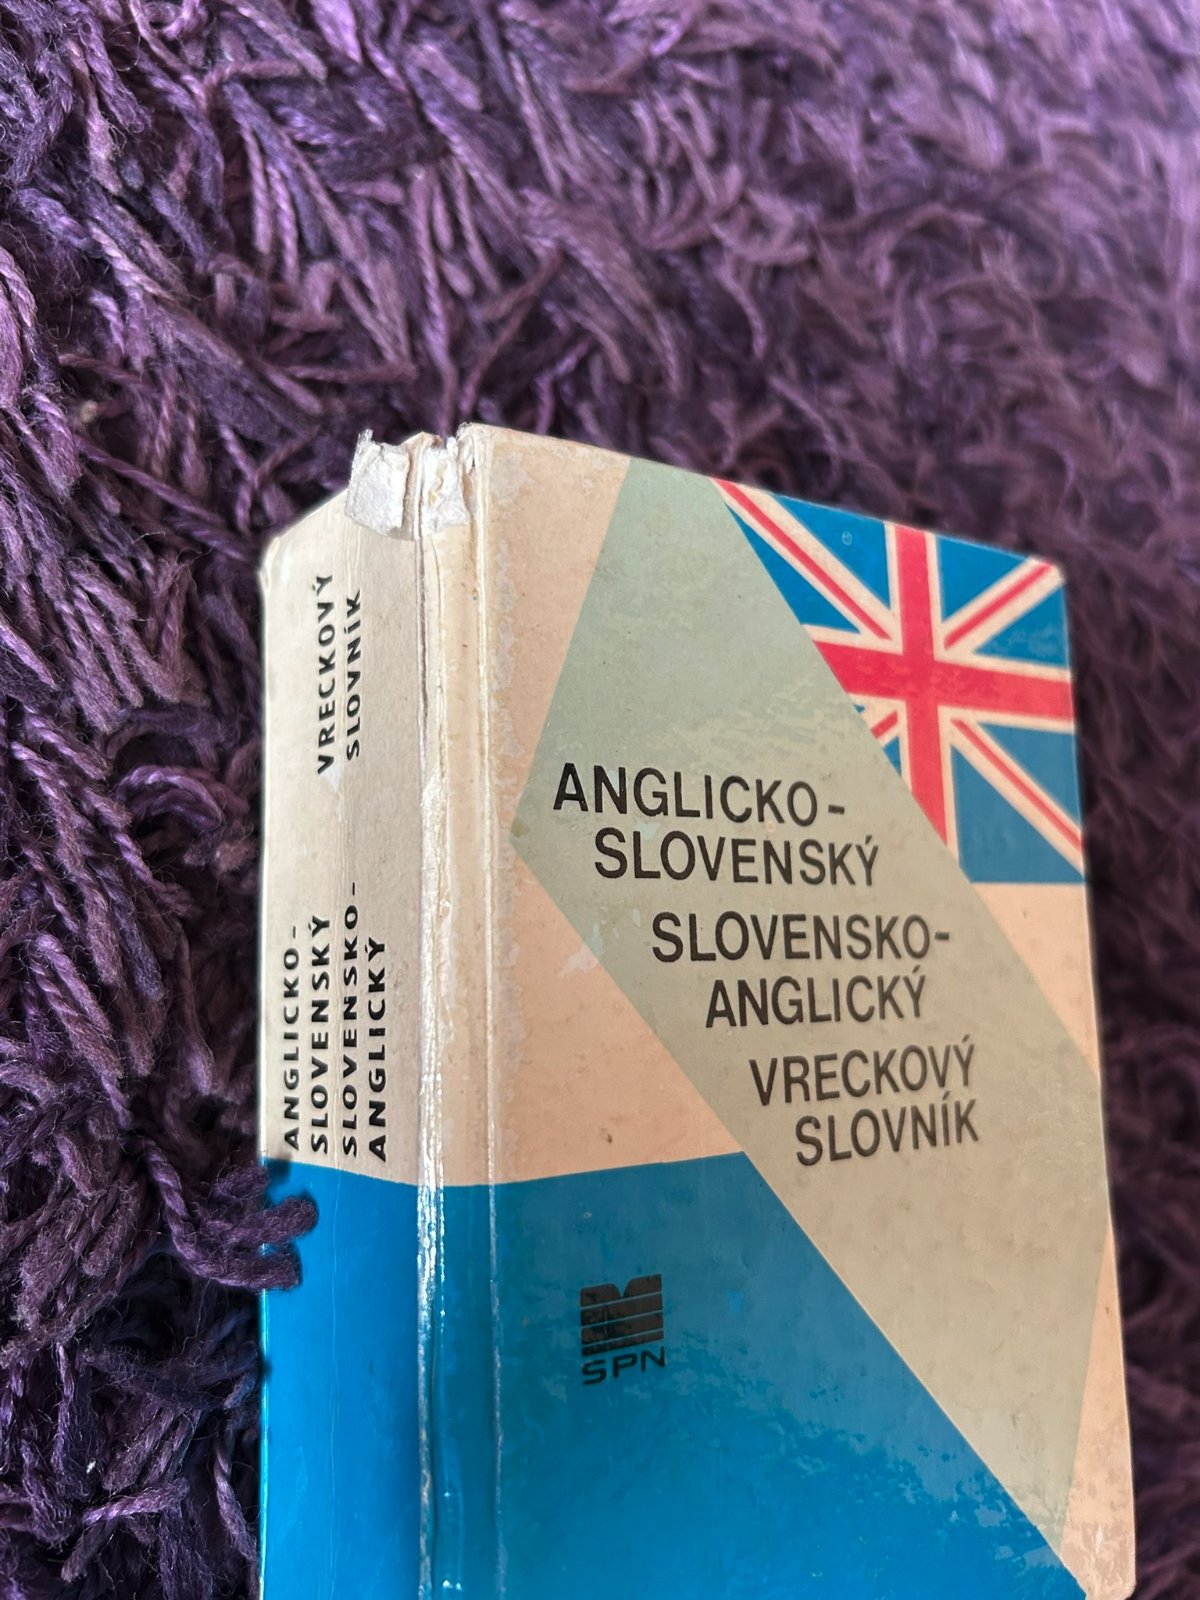 VRECKOVÝ
SLOVNÍK
ANGLICKO-
SLOVENSKÝ
SLOVENSKO-
ANGLICKÝ
ANGLICKO-
SLOVENSKÝ
SLOVENSKO-
ANGLICKÝ
VRECKOVÝ
SLOVNÍK
SPN